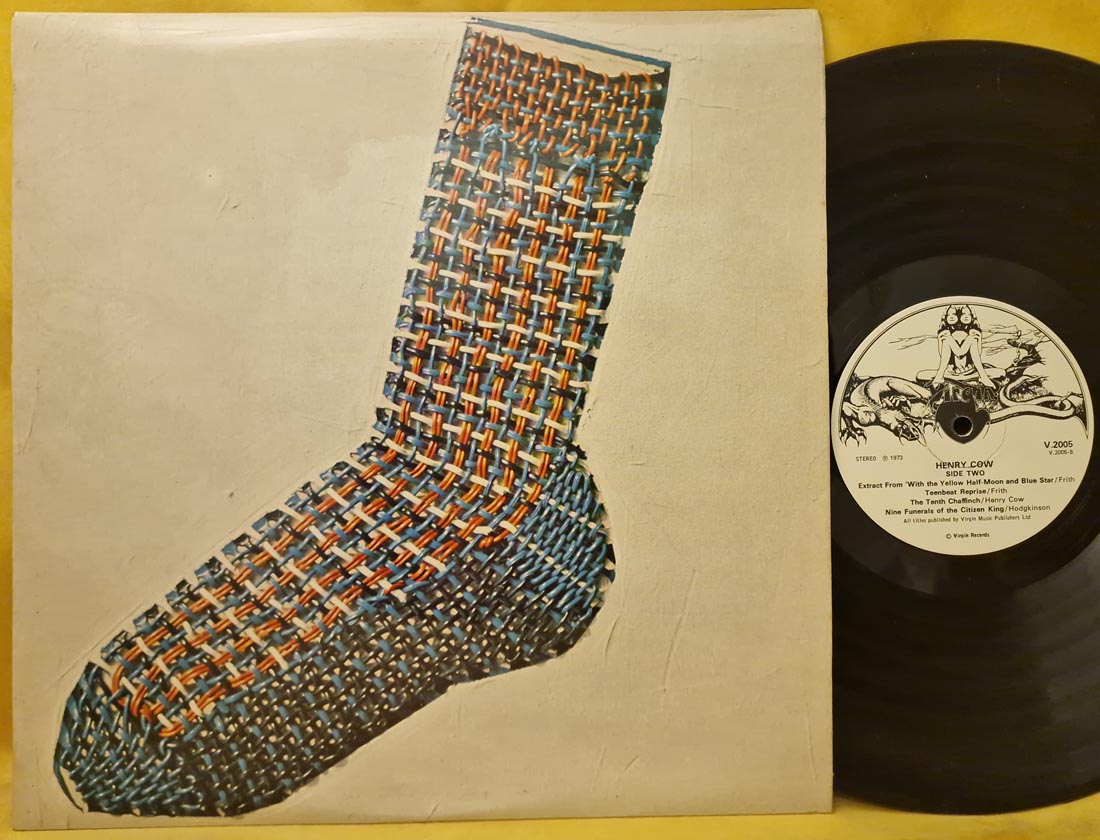 Virgin
V.2005
V.2005-B
STEREO ℗ 1973
HENRY COW
SIDE TWO
Extract From 'With the Yellow Half-Moon and Blue Star/Frith
Teenbeat Reprise/Frith
The Tenth Chaffinch/Henry Cow
Nine Funerals of the Citizen King/Hodgkinson
All titles published by Virgin Music Publishers Ltd
© Virgin Records